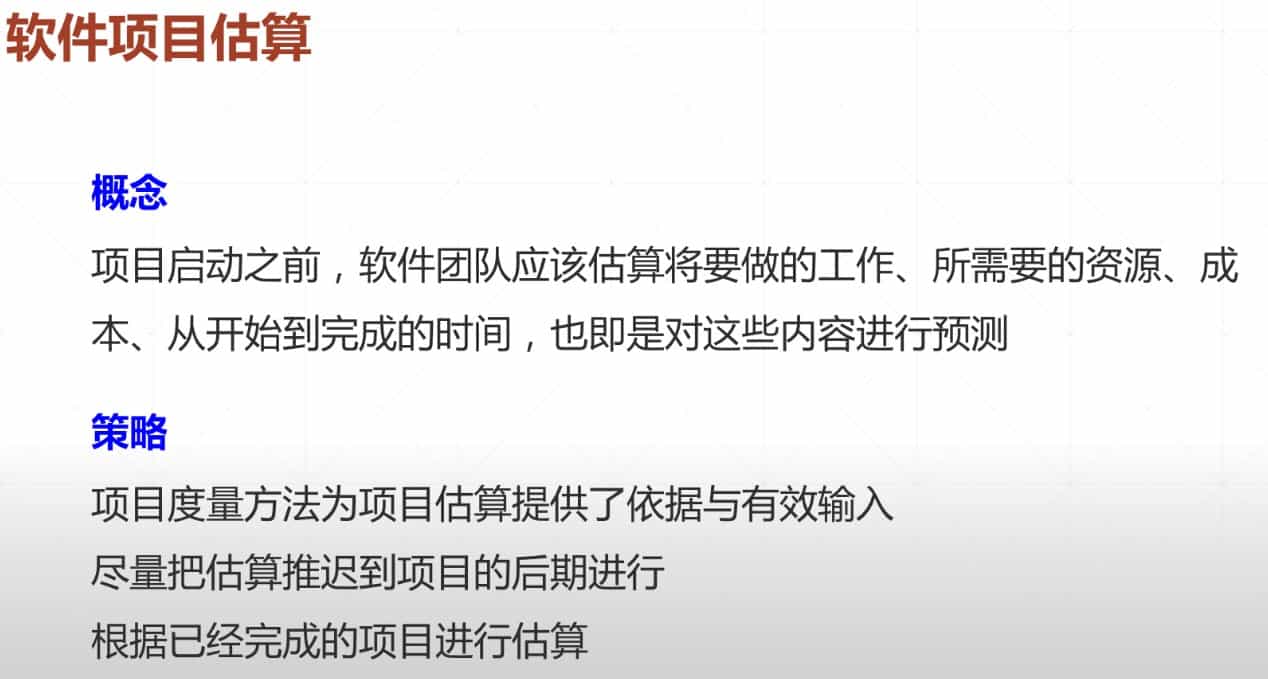 软件项目估算
概念
项目启动之前，软件团队应该估算将要做的工作、所需要的资源、成
本、从开始到完成的时间，也即是对这些内容进行预测
策略
项目度量方法为项目估算提供了依据与有效输入
尽量把估算推迟到项目的后期进行
根据已经完成的项目进行估算